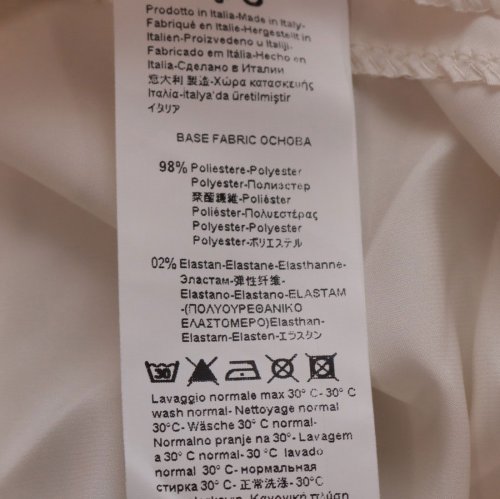 Prodotto in Italia-Made in Italy-
Fabriqué en Italie-Hergestellt in
Italien-Proizvedeno u Italiji-
Fabricado em Itália-Hecho en
Italia-Сделано в Италии
意大利 製造-Χώρα κατασκευής
Ιταλία-Italya'da üretilmiştir
イタリア
BASE FABRIC ОСНОВА
98% Poliestere-Polyester
Polyester-Полиэстер
聚酯纖維-Poliéster
Poliéster-Πολυεστέρας
Polyester-Polyester
Polyester-ポリエステル
02% Elastan-Elastane-Elasthanne-
Эластам-弹性纤维-
Elastano-Elastano-ELASTAM
-(ΠΟΛΥΟΥΡΕΘΑΝΙΚΟ
ΕΛΑΣΤΟΜΕΡΟ)Elasthan-
Elastam-Elasten-エラスタン
30
Lavaggio normale max 30° C- 30° C
wash normal- Nettoyage normal
30°C- Wäsche 30° C normal-
Normalno pranje na 30°C- Lavagem
a 30° C normal- 30 °C lavado
normal 30° C-нормальная
стирка 30° C- 正常洗滌- 30°